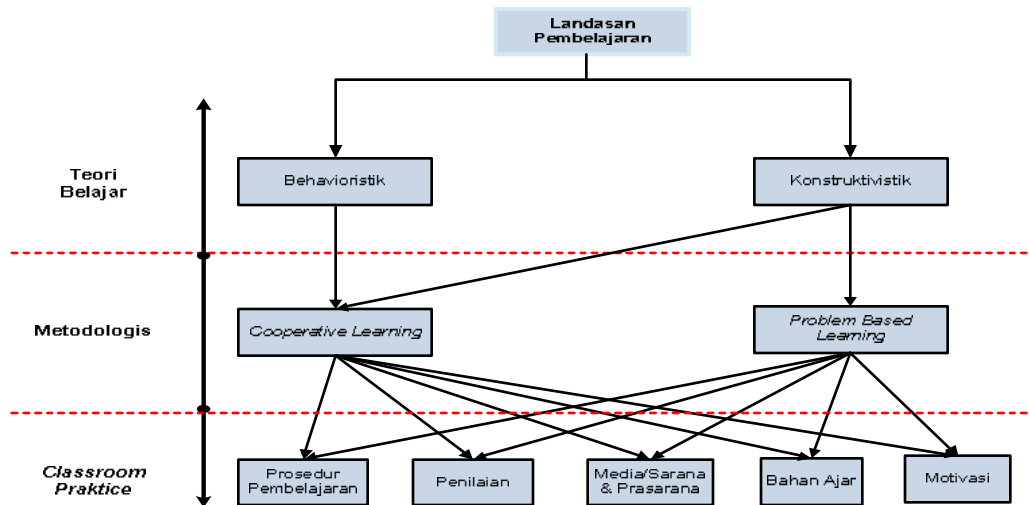 Landasan
Pembelajaran
Teori
Belajar
Behavioristik
Konstruktivistik
Metodologis
Cooperative Learning
Problem Based
Learning
Classroom
Praktice
Prosedur
Pembelajaran
Penilaian
Media/Sarana
& Prasarana
Bahan Ajar
Motivasi